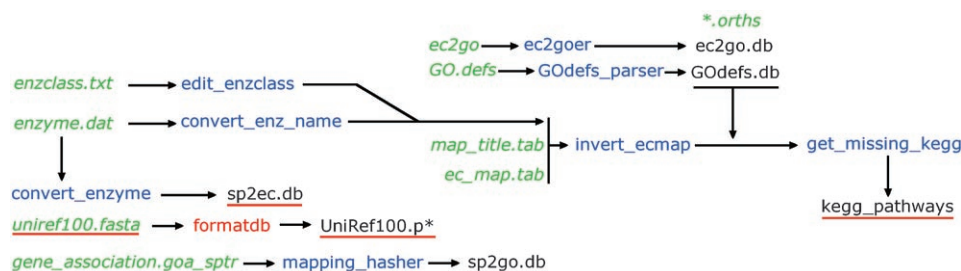 *.orths
ec2go ec2goer ec2go.db
GO.defs GOdefs_parser GOdefs.db
enzclass.txt edit_enzclass
enzyme.dat convert_enz_name
map_title.tab invert_ecmap get_missing_kegg
ec_map.tab
convert_enzyme sp2ec.db kegg_pathways
uniref100.fasta formatdb UniRef100.p*
gene_association.goa_sptr mapping_hasher sp2go.db